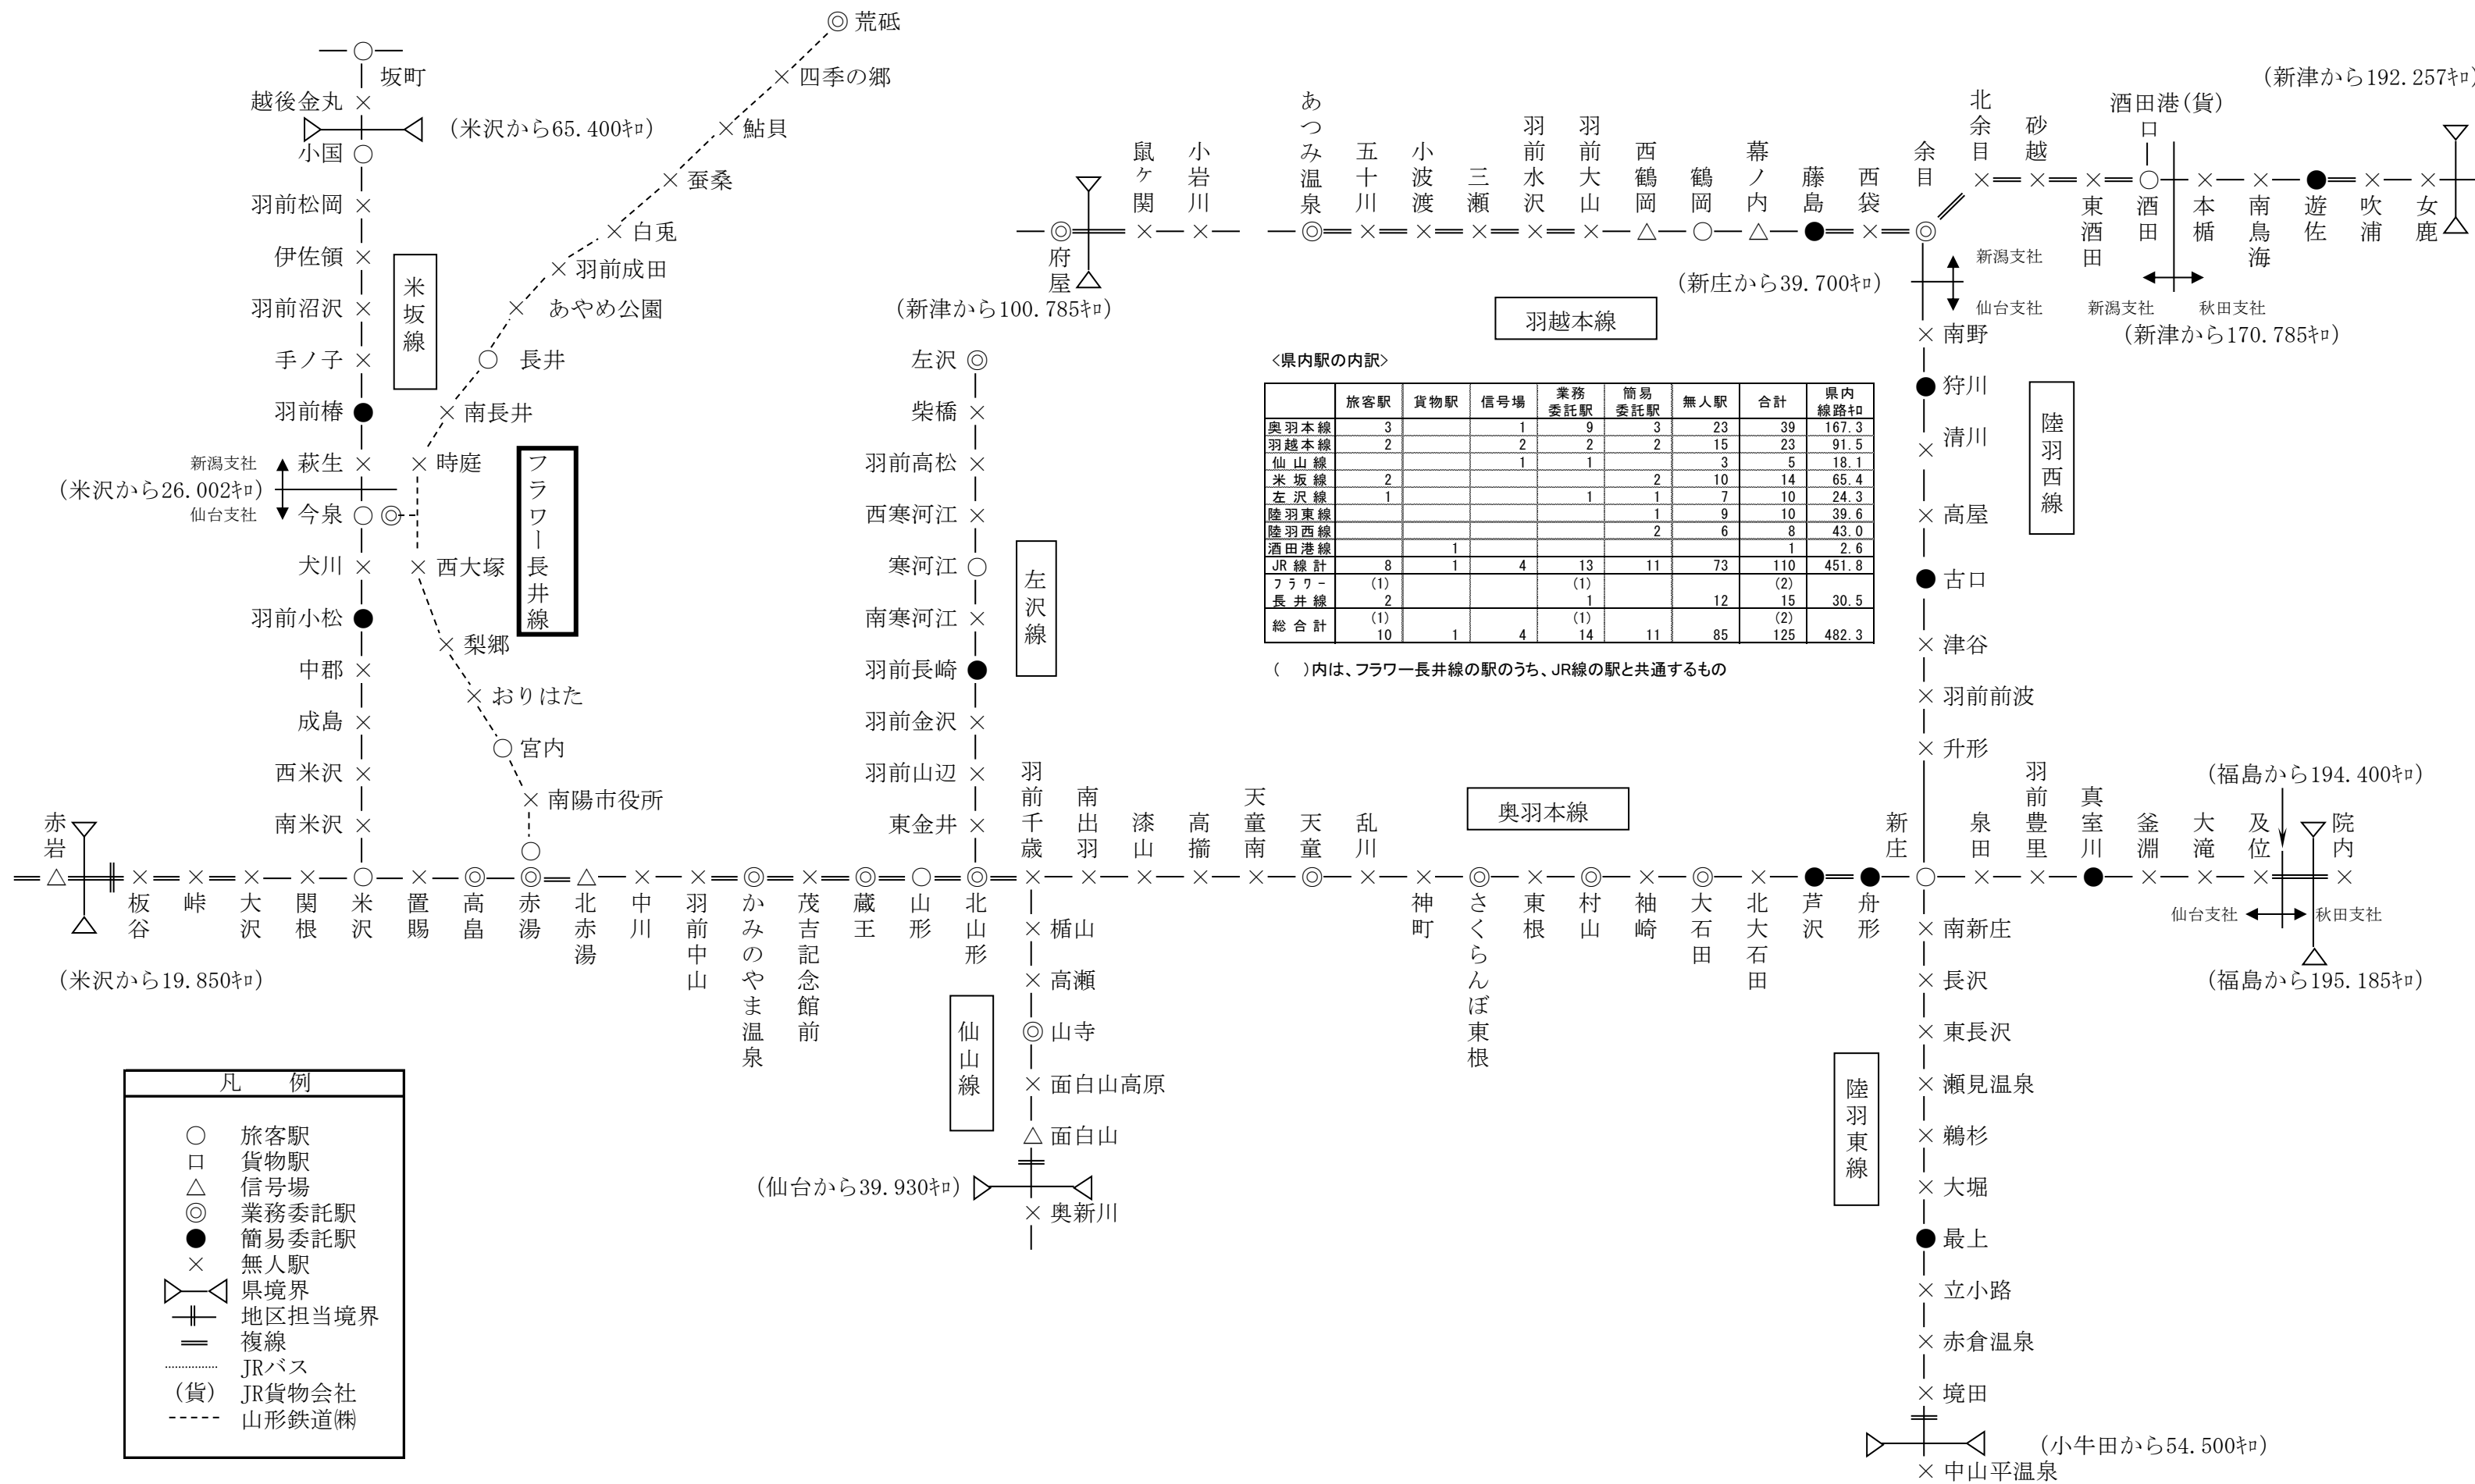 荒砥
四季の郷
鮎貝
蚕桑
白兎
羽前成田
あやめ公園
長井
南長井
時庭
西大塚
梨郷
おりはた
宮内
南陽市役所
フラワー長井線
坂町
越後金丸
(米沢から65.400㌔)
小国
羽前松岡
伊佐領
羽前沼沢
手ノ子
羽前椿
萩生
新潟支社
(米沢から26.002㌔)
仙台支社
今泉
犬川
羽前小松
中郡
成島
西米沢
南米沢
米坂線
左沢
柴橋
羽前高松
西寒河江
寒河江
南寒河江
羽前長崎
羽前金沢
羽前山辺
東金井
左沢線
府屋
(新津から100.785㌔)
鼠ケ関
小岩川
あつみ温泉
五十川
小波渡
三瀬
羽前水沢
羽前大山
西鶴岡
鶴岡
幕ノ内
藤島
西袋
余目
北余目
砂越
東酒田
酒田港(貨)
酒田
本楯
南鳥海
遊佐
吹浦
女鹿
(新津から192.257㌔)
新潟支社
仙台支社
(新庄から39.700㌔)
新潟支社
秋田支社
(新津から170.785㌔)
羽越本線
<県内駅の内訳>
旅客駅 貨物駅 信号場 業務委託駅 簡易委託駅 無人駅 合計 県内線路㌔
奥羽本線 3 1 9 3 23 39 167.3
羽越本線 2 2 2 2 15 23 91.5
仙山線 1 1 3 5 18.1
米坂線 2 2 10 14 65.4
左沢線 1 1 1 7 10 24.3
陸羽東線 1 9 10 39.6
陸羽西線 2 6 8 43.0
酒田港線 1 1 2.6
JR線計 8 1 4 13 11 73 110 451.8
フラワー (1) (1) (2)
長井線 2 1 12 15 30.5
総合計 (1) (1) (2)
10 1 4 14 11 85 125 482.3
( )内は、フラワー長井線の駅のうち、JR線の駅と共通するもの
南野
狩川
清川
高屋
古口
津谷
羽前前波
升形
陸羽西線
赤岩
(米沢から19.850㌔)
板谷
峠
大沢
関根
米沢
置賜
高畠
赤湯
北赤湯
中川
羽前中山
かみのやま温泉
茂吉記念館前
蔵王
山形
北山形
羽前千歳
南出羽
漆山
高擶
天童南
天童
乱川
神町
さくらんぼ東根
東根
村山
袖崎
大石田
北大石田
芦沢
舟形
新庄
泉田
羽前豊里
真室川
釜淵
大滝
及位
院内
奥羽本線
(福島から194.400㌔)
仙台支社
秋田支社
(福島から195.185㌔)
楯山
高瀬
山寺
面白山高原
面白山
(仙台から39.930㌔)
奥新川
仙山線
南新庄
長沢
東長沢
瀬見温泉
鵜杉
大堀
最上
立小路
赤倉温泉
境田
(小牛田から54.500㌔)
中山平温泉
陸羽東線
凡 例
旅客駅
貨物駅
信号場
業務委託駅
簡易委託駅
無人駅
県境界
地区担当境界
複線
JRバス
(貨) JR貨物会社
山形鉄道㈱